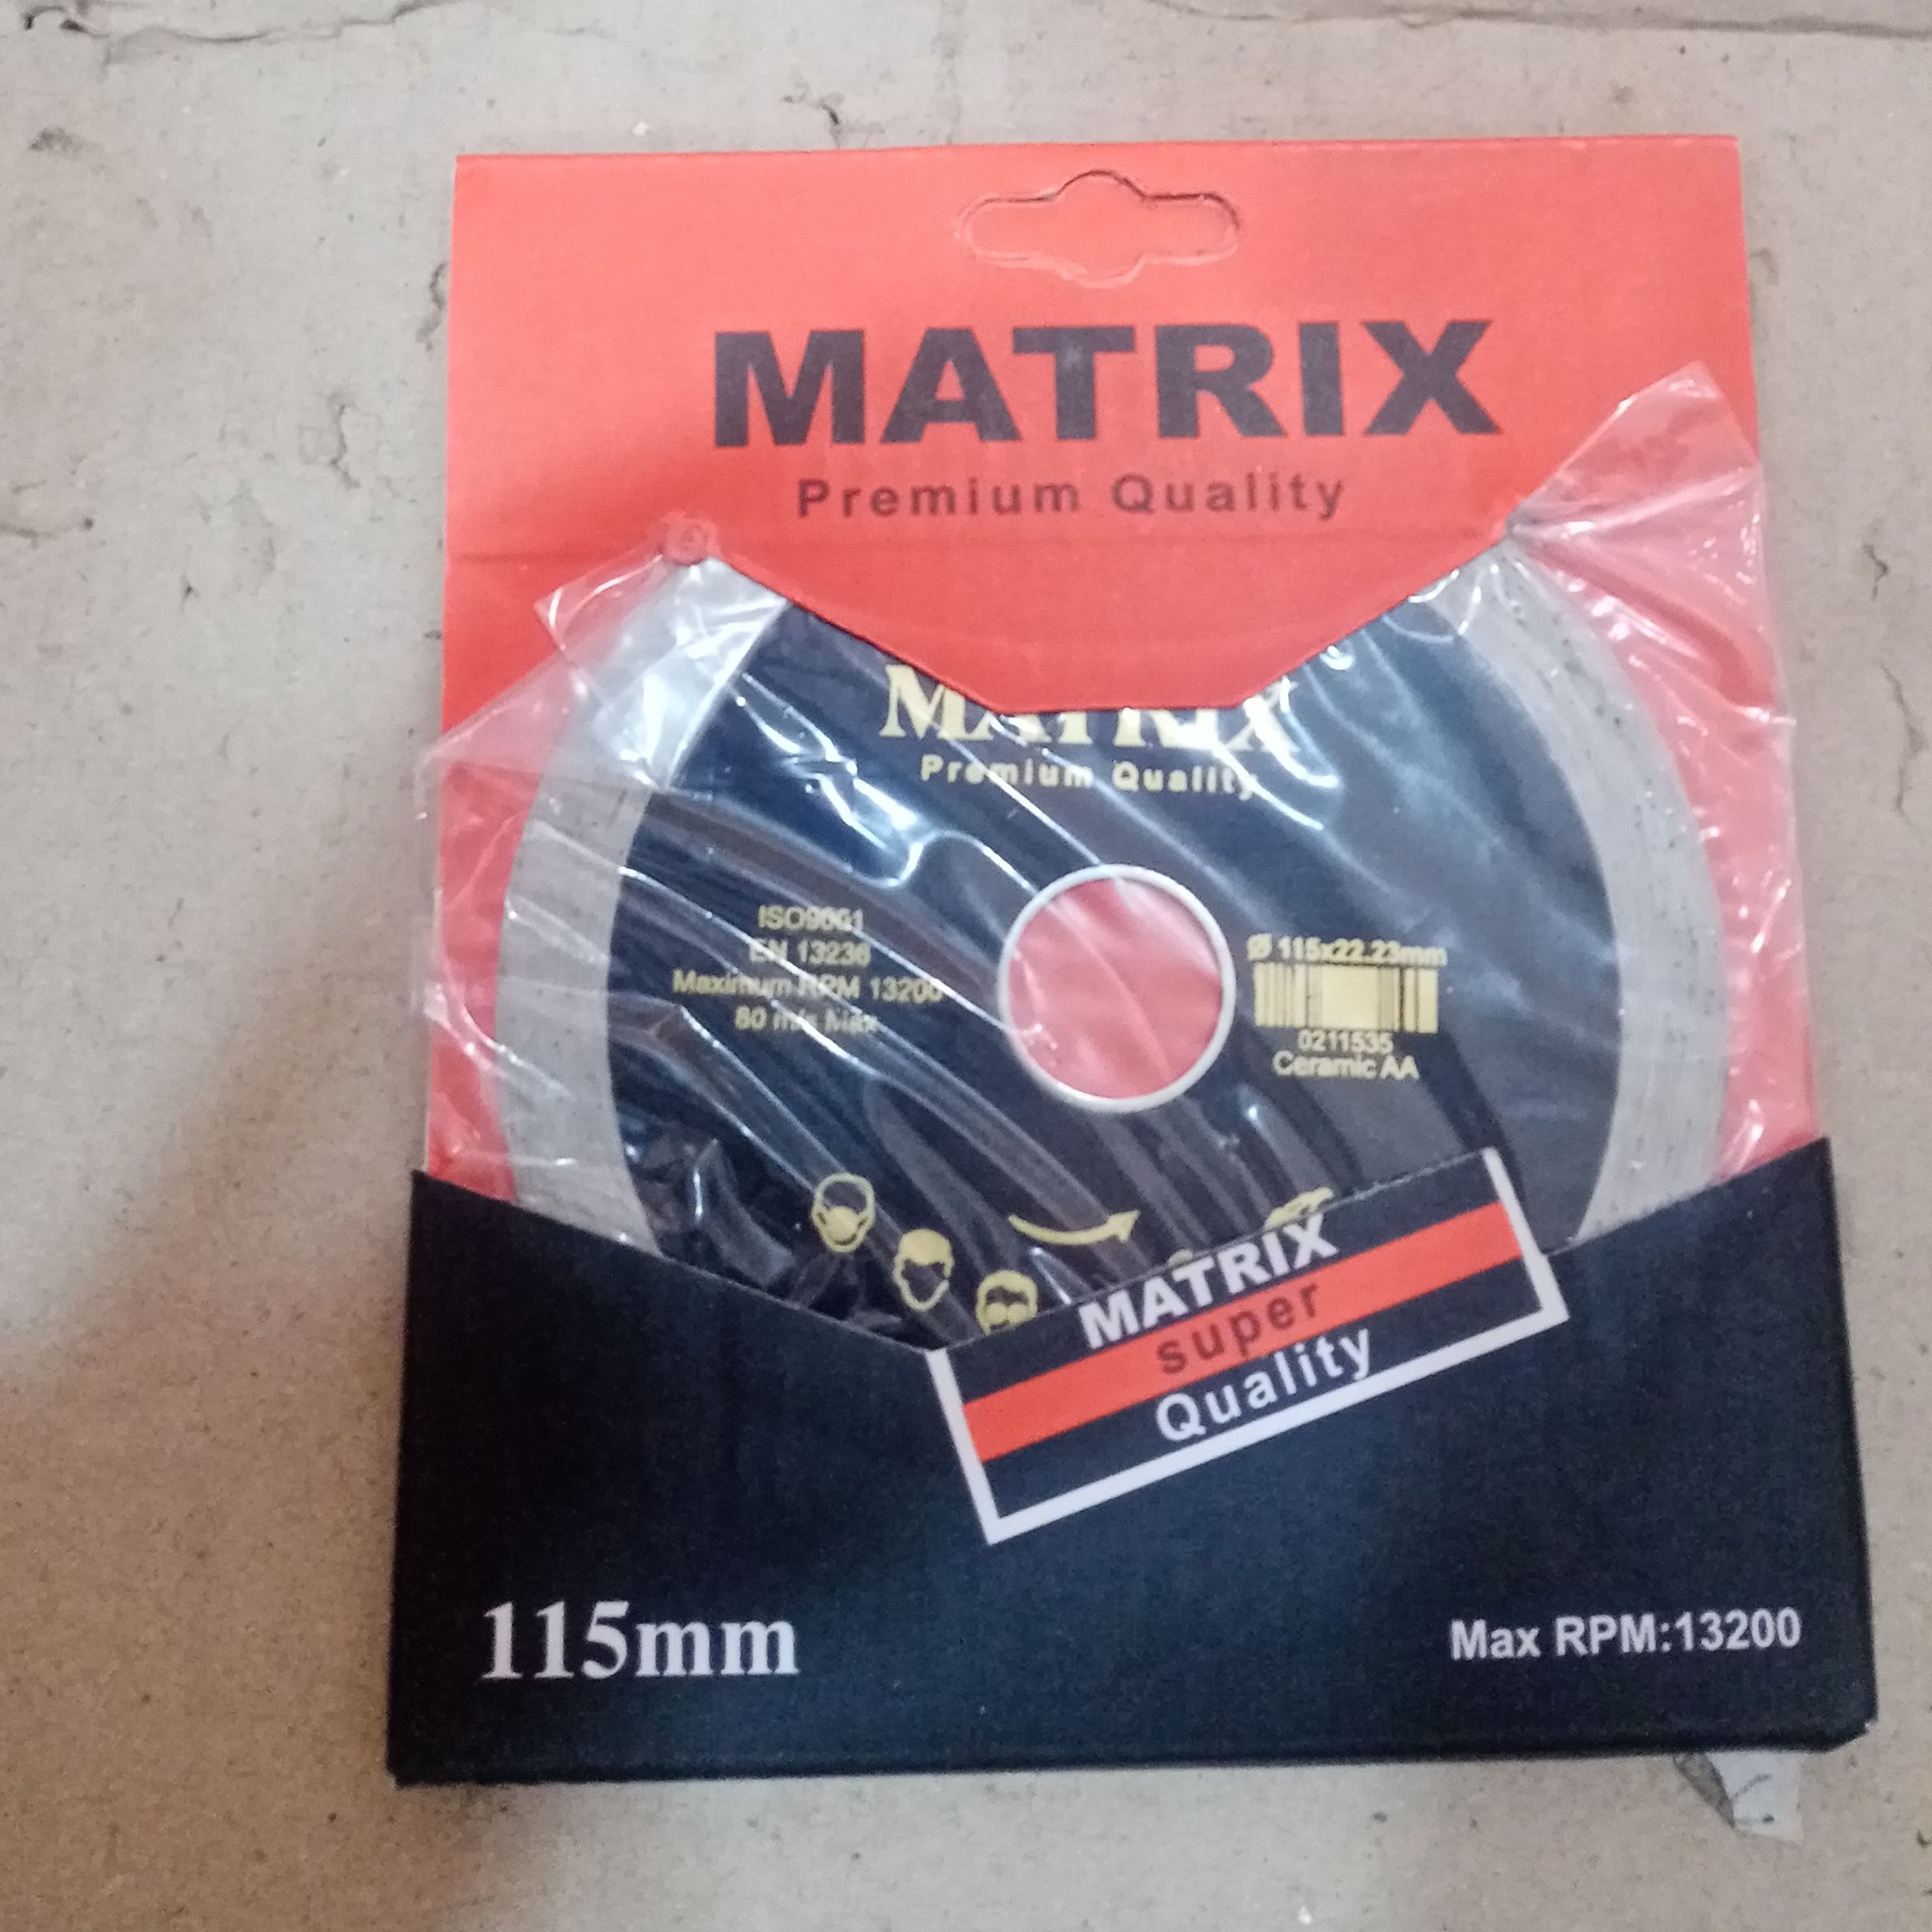 MATRIX
Premium Quality
MATRIX
Premium Quality
ISO9001
EN 13236
Maximum RPM 13200
80 m/s Max
Ø 115x22.23mm
0211535
Ceramic AA
MATRIX
super
Quality
115mm
Max RPM:13200